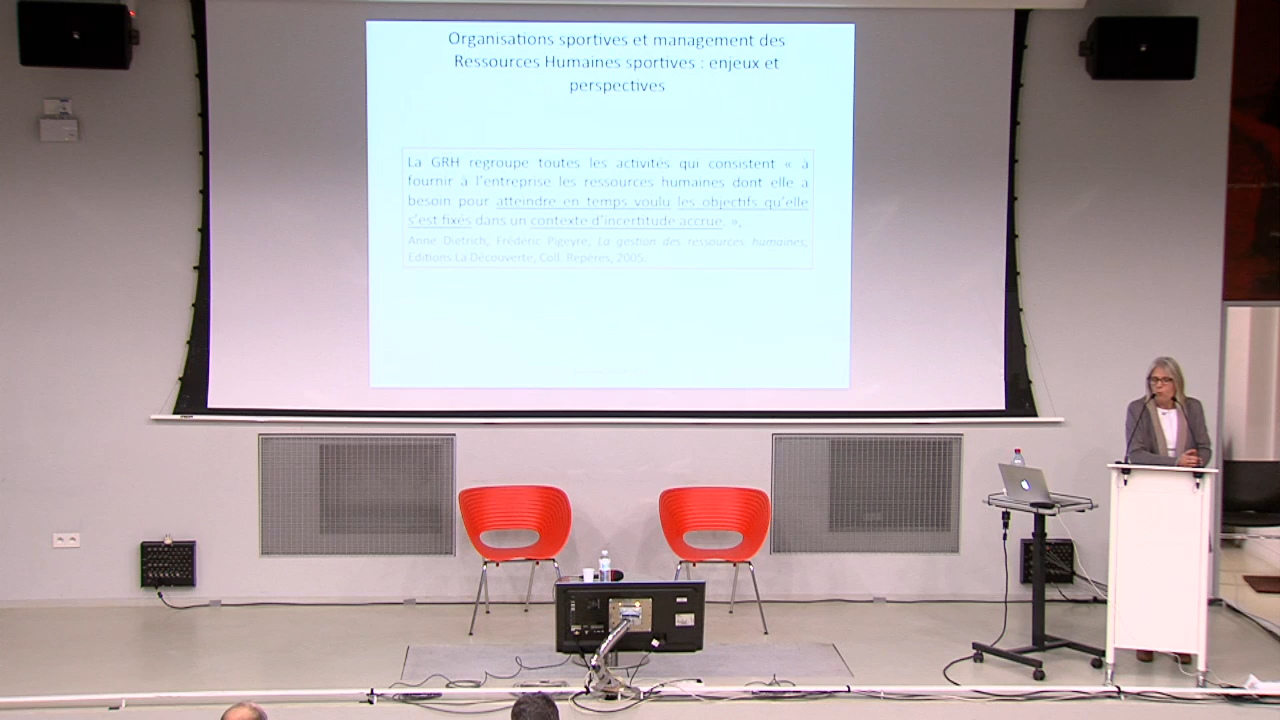 Organisations sportives et management des
Ressources Humaines sportives : enjeux et
perspectives
La GRH regroupe toutes les activités qui consistent « à
fournir à l'entreprise les ressources humaines dont elle a
besoin pour atteindre en temps voulu les objectifs qu'elle
s'est fixés dans un contexte d'incertitude accrue. »,
Anne Dietrich, Frédéric Pigeyre, La gestion des ressources humaines,
Editions La Découverte, Coll. Repères, 2005.